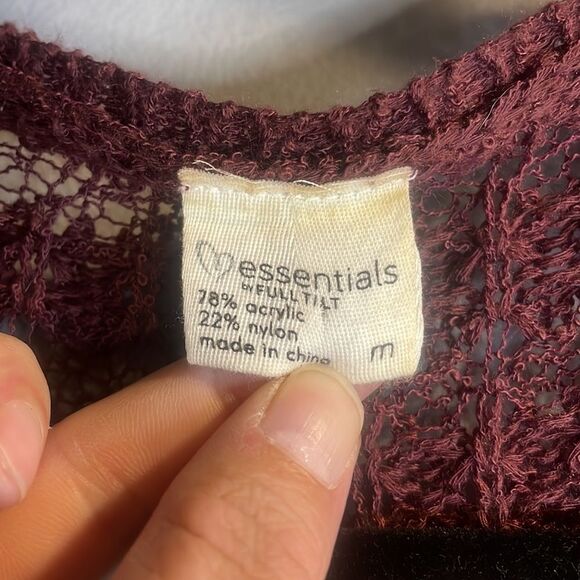 essentials
BY FULL TILT
78% acrylic
22% nylon
made in china
m